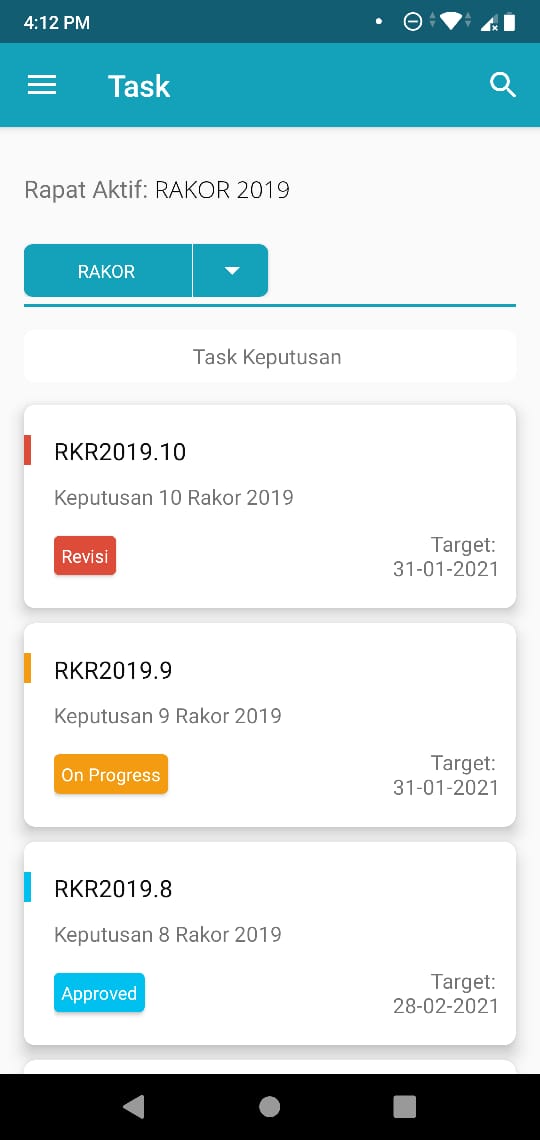 4:12 PM
Task
Rapat Aktif: RAKOR 2019
RAKOR
Task Keputusan
RKR2019.10
Keputusan 10 Rakor 2019
Revisi
Target:
31-01-2021
RKR2019.9
Keputusan 9 Rakor 2019
On Progress
Target:
31-01-2021
RKR2019.8
Keputusan 8 Rakor 2019
Approved
Target:
28-02-2021